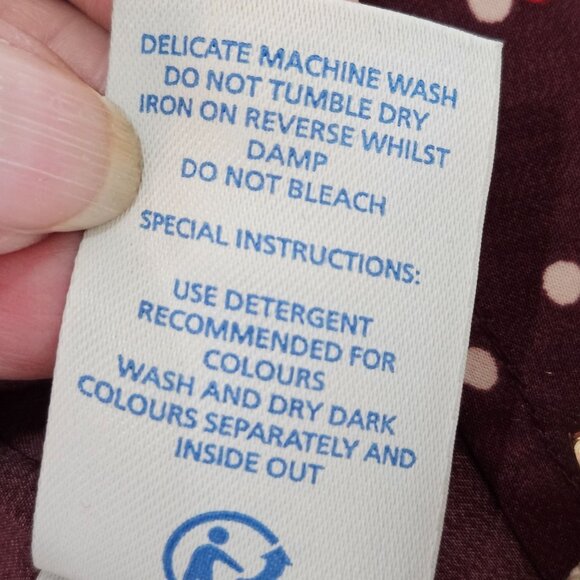 DELICATE MACHINE WASH
DO NOT TUMBLE DRY
IRON ON REVERSE WHILST
DAMP
DO NOT BLEACH
SPECIAL INSTRUCTIONS:
USE DETERGENT
RECOMMENDED FOR
COLOURS
WASH AND DRY DARK
COLOURS SEPARATELY AND
INSIDE OUT